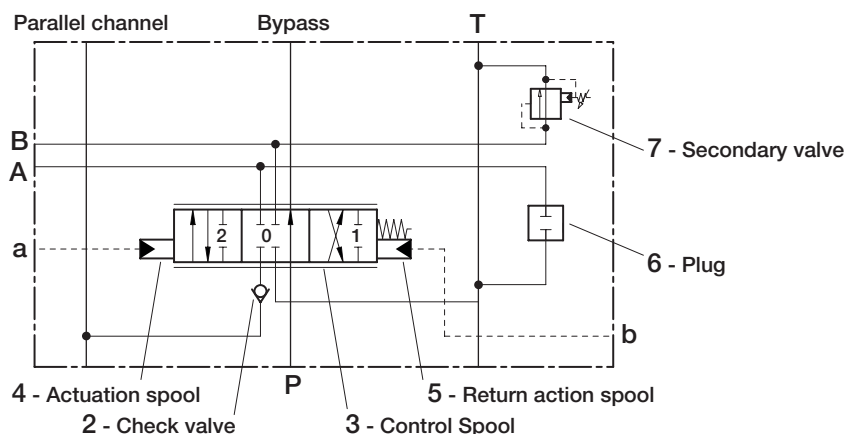 Parallel channel Bypass T
B
A
7 - Secondary valve
2 0 1
a
6 - Plug
b
P
4 - Actuation spool
5 - Return action spool
2 - Check valve
3 - Control Spool